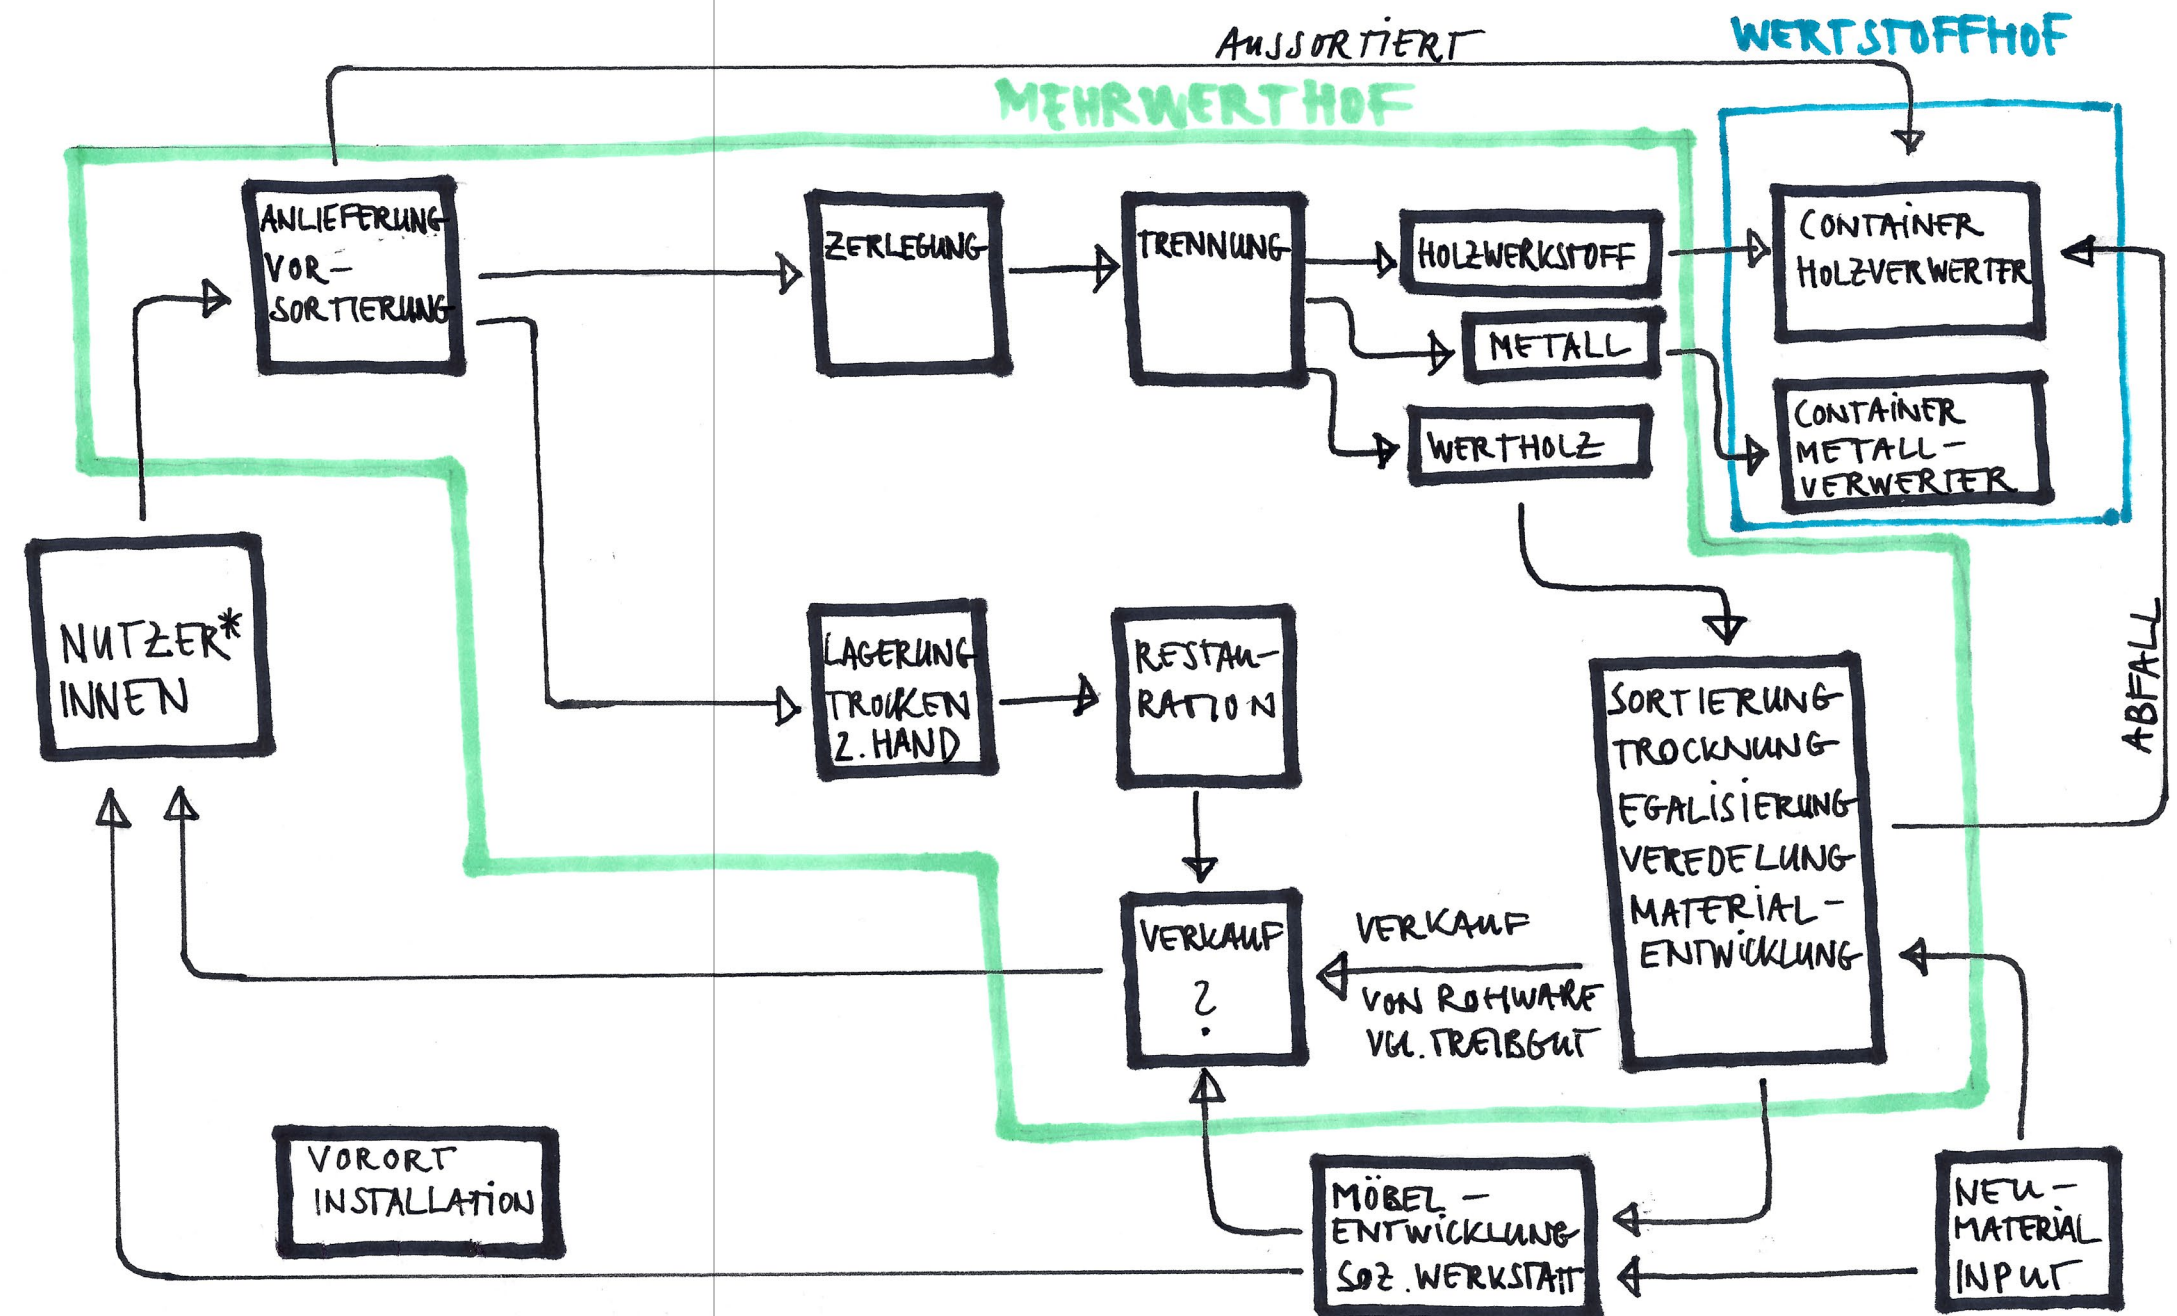 AUSSORTIERT
WERTSTOFFHOF
MEHRWERTHOF
ANLIEFERUNG
VOR-
SORTIERUNG
ZERLEGUNG
TRENNUNG
HOLZWERKSTOFF
METALL
WERTHOLZ
CONTAINER
HOLZVERWERTER
CONTAINER
METALL-
VERWERTER
NUTZER*
INNEN
LAGERUNG
TROCKEN
2. HAND
RESTAU-
RATION
SORTIERUNG
TROCKNUNG
EGALISIERUNG
VEREDELUNG
MATERIAL-
ENTWICKLUNG
ABFALL
VERKAUF
?
VERKAUF
VON ROHWARE
VGL. TREIBGUT
VORORT
INSTALLATION
MÖBEL-
ENTWICKLUNG
SOZ. WERKSTATT
NEU-
MATERIAL
INPUT